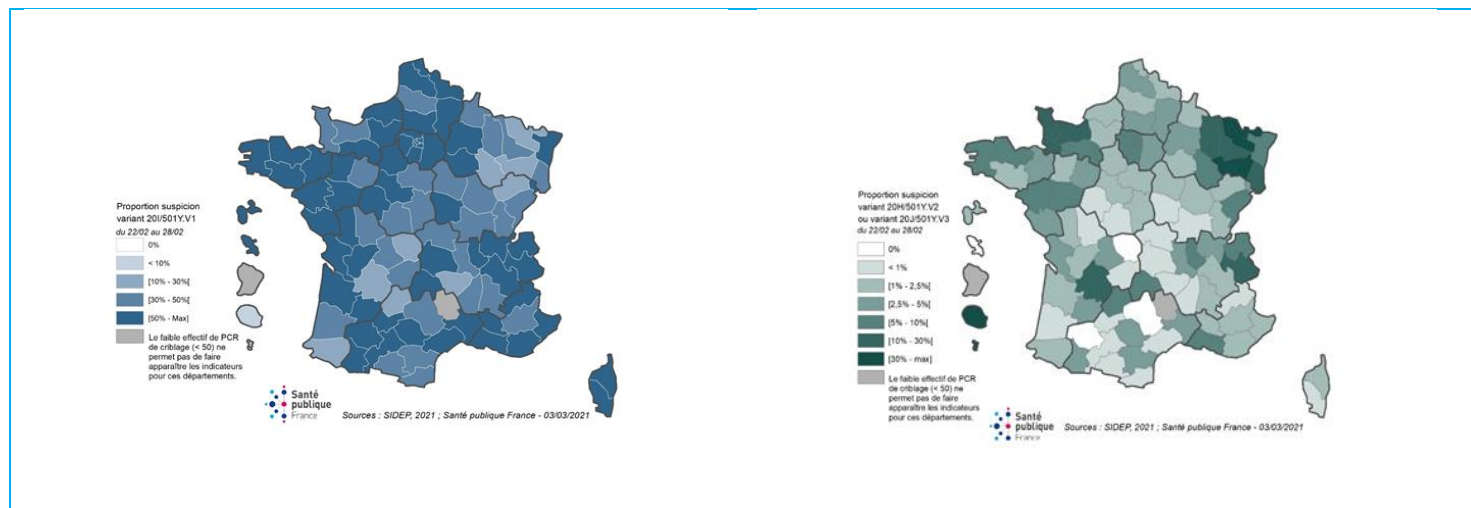 Proportion suspicion
variant 20I/501Y.V1
du 22/02 au 28/02
0%
< 10%
[10% - 30%[
[30% - 50%[
[50% - Max]
Le faible effectif de PCR
de criblage (< 50) ne
permet pas de faire
apparaître les indicateurs
pour ces départements.
Santé
publique
France
Sources : SIDEP, 2021 ; Santé publique France - 03/03/2021
Proportion suspicion
variant 20H/501Y.V2
ou variant 20J/501Y.V3
du 22/02 au 28/02
0%
< 1%
[1% - 2,5%[
[2,5% - 5%[
[5% - 10%[
[10% - 30%[
[30% - max]
Le faible effectif de PCR
de criblage (< 50) ne
permet pas de faire
apparaître les indicateurs
pour ces départements.
Santé
publique
France
Sources : SIDEP, 2021 ; Santé publique France - 03/03/2021